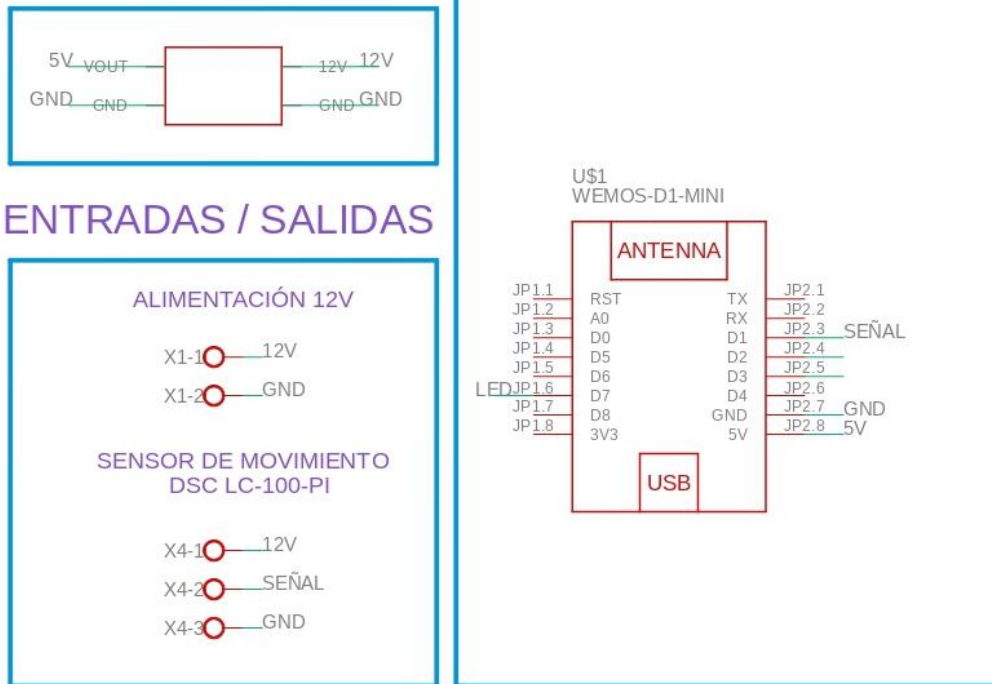 5V VOUT 12V 12V
GND GND GND GND
ENTRADAS / SALIDAS
ALIMENTACIÓN 12V
X1-1 12V
X1-2 GND
SENSOR DE MOVIMIENTO
DSC LC-100-PI
X4-1 12V
X4-2 SEÑAL
X4-3 GND
U$1
WEMOS-D1-MINI
ANTENNA
JP1.1 RST TX JP2.1
JP1.2 A0 RX JP2.2
JP1.3 D0 D1 JP2.3 SEÑAL
JP1.4 D5 D2 JP2.4
JP1.5 D6 D3 JP2.5
LED JP1.6 D7 D4 JP2.6
JP1.7 D8 GND JP2.7 GND
JP1.8 3V3 5V JP2.8 5V
USB